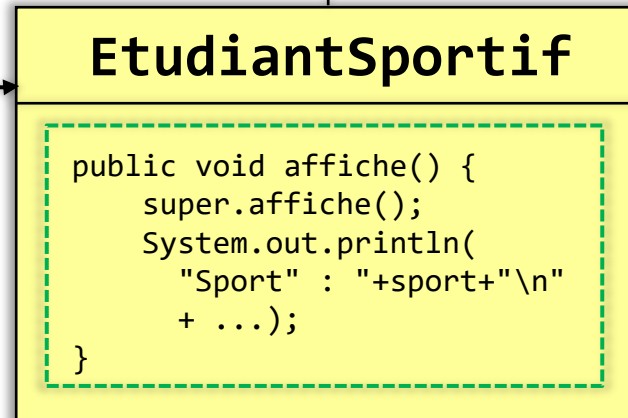 EtudiantSportif
public void affiche() {
super.affiche();
System.out.println(
"Sport" : "+sport+"\n"
+ ...);
}